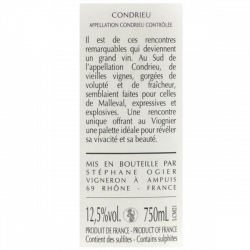 CONDRIEU
APPELLATION CONDRIEU CONTRÔLÉE
Il est de ces rencontres
remarquables qui deviennent
un grand vin. Au Sud de
l'appellation Condrieu, de
vieilles vignes, gorgées de
volupté et de fraîcheur,
semblaient faites pour celles
de Malleval, expressives et
explosives. Une rencontre
unique offrant au Viognier
une palette idéale pour révéler
sa vivacité et sa beauté.
MIS EN BOUTEILLE PAR
STÉPHANE OGIER
VIGNERON À AMPUIS
69 RHÔNE - FRANCE
12,5%vol. 750mL
PRODUIT DE FRANCE - PRODUCT OF FRANCE
Contient des sulfites - Contains sulphites